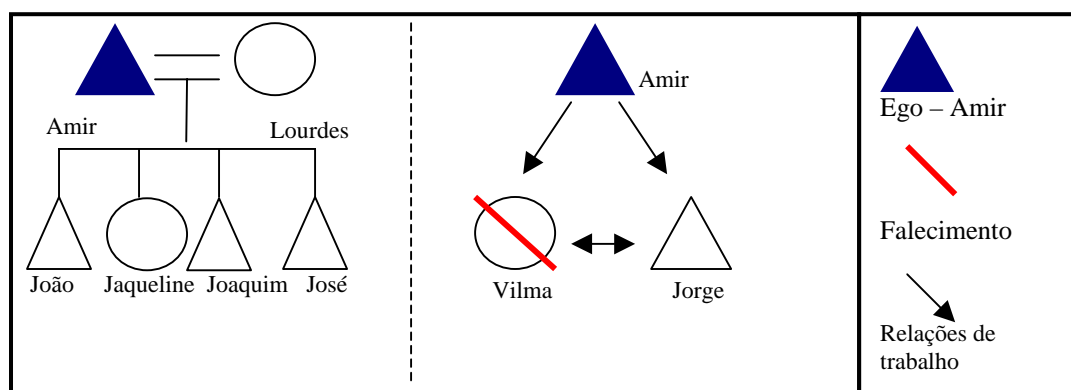 Amir
Lourdes
João
Jaqueline
Joaquim
José
Amir
Vilma
Jorge
Ego – Amir
Falecimento
Relações de
trabalho